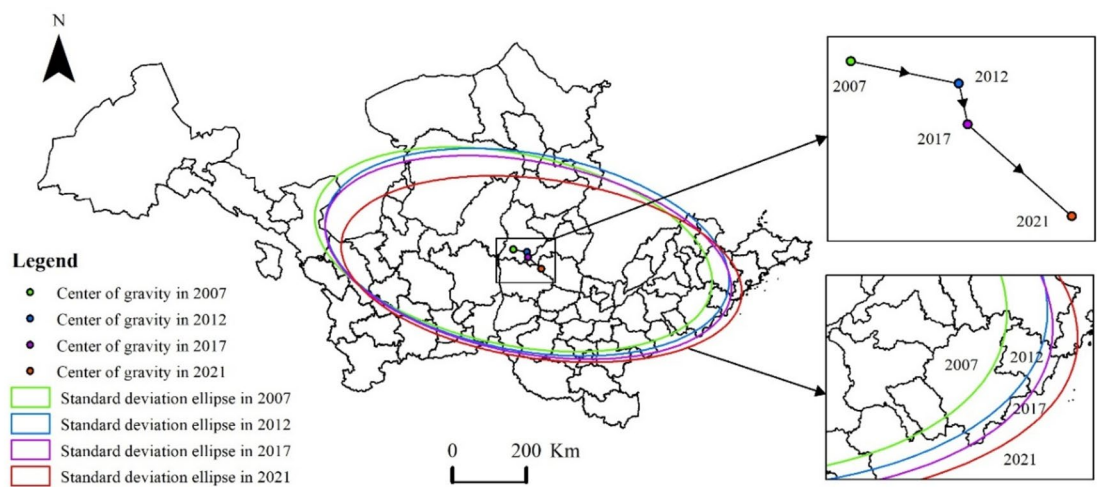 N
Legend
Center of gravity in 2007
Center of gravity in 2012
Center of gravity in 2017
Center of gravity in 2021
Standard deviation ellipse in 2007
Standard deviation ellipse in 2012
Standard deviation ellipse in 2017
Standard deviation ellipse in 2021
0 200 Km
2007
2012
2017
2021
2007
2012
2017
2021